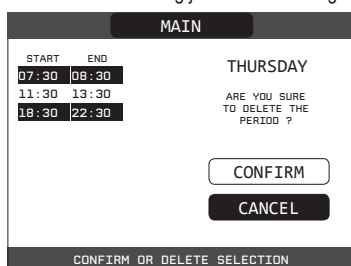 MAIN
START END
07:30 08:30
11:30 13:30
18:30 22:30
THURSDAY
ARE YOU SURE
TO DELETE THE
PERIOD ?
CONFIRM
CANCEL
CONFIRM OR DELETE SELECTION